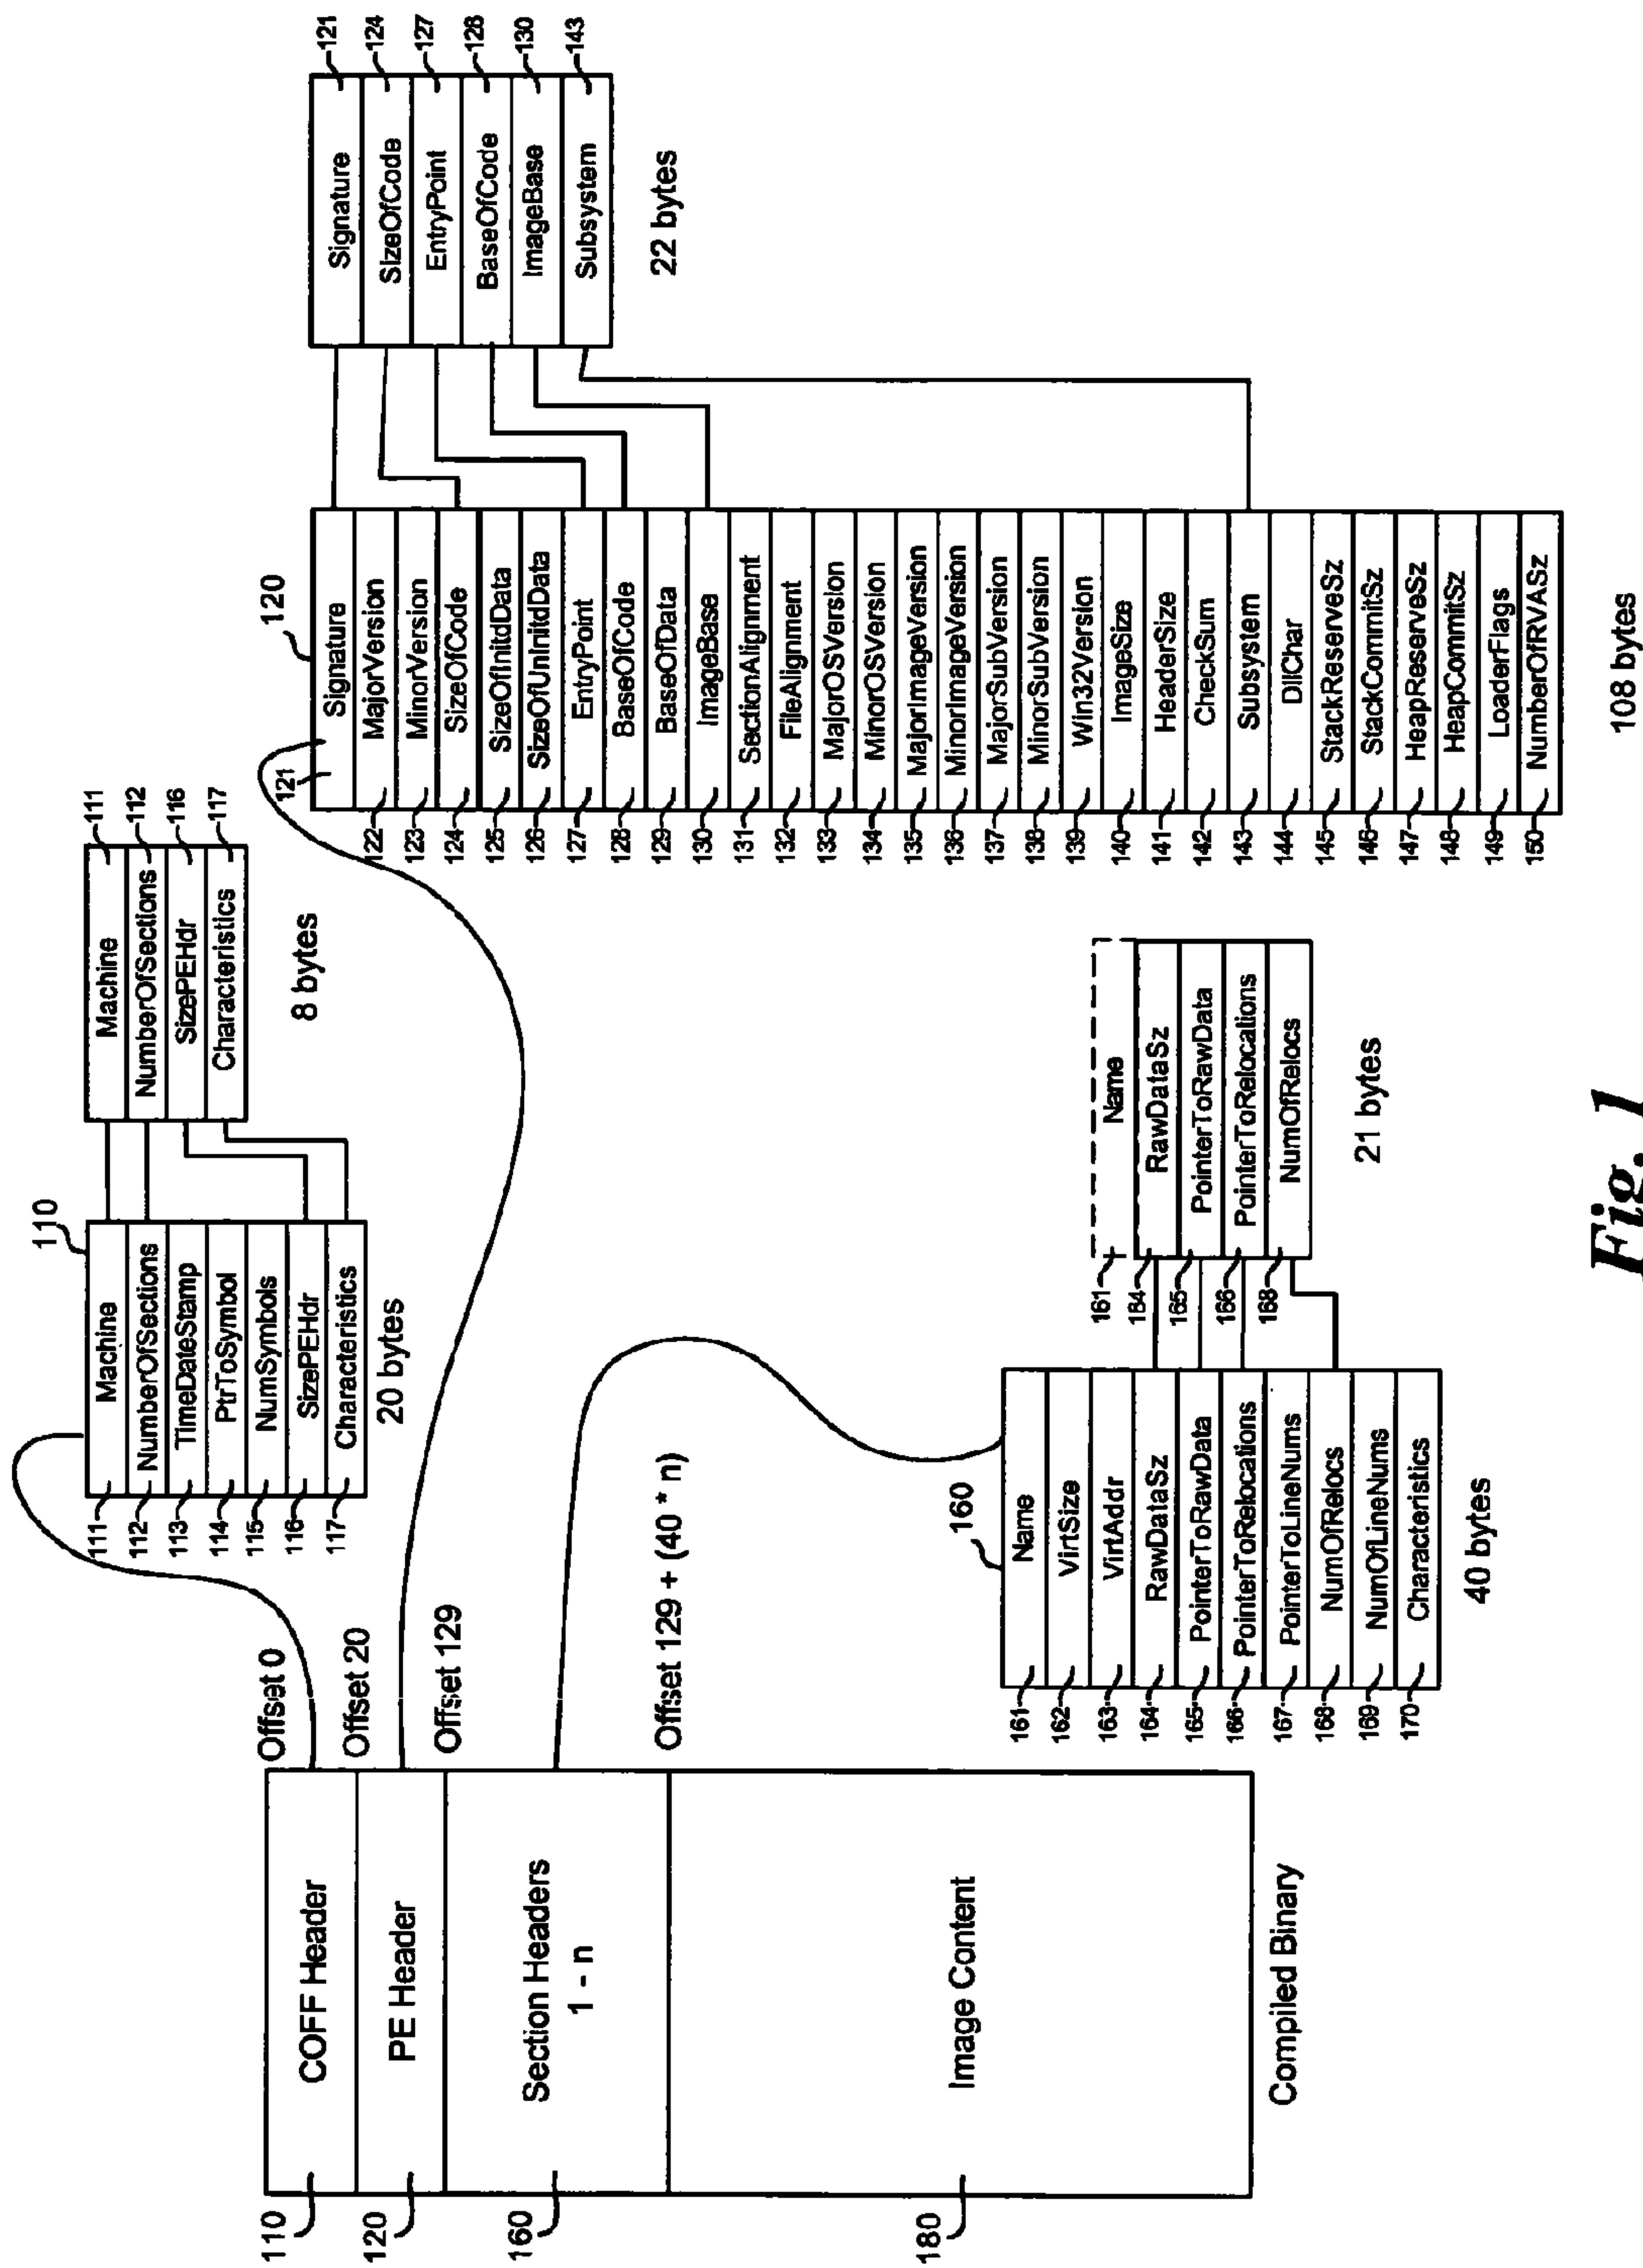 110
COFF Header
Offset 0
120
PE Header
Offset 20
160
Section Headers
1 - n
Offset 129
180
Image Content
Offset 129 + (40 * n)
Compiled Binary
110
111 Machine
112 NumberOfSections
113 TimeDateStamp
114 PtrToSymbol
115 NumSymbols
116 SizePEHdr
117 Characteristics
20 bytes
Machine 111
NumberOfSections 112
SizePEHdr 116
Characteristics 117
8 bytes
120
121 Signature
122 MajorVersion
123 MinorVersion
124 SizeOfCode
125 SizeOfInitdData
126 SizeOfUnInitdData
127 EntryPoint
128 BaseOfCode
129 BaseOfData
130 ImageBase
131 SectionAlignment
132 FileAlignment
133 MajorOSVersion
134 MinorOSVersion
135 MajorImageVersion
136 MinorImageVersion
137 MajorSubVersion
138 MinorSubVersion
139 Win32Version
140 ImageSize
141 HeaderSize
142 CheckSum
143 Subsystem
144 DllChar
145 StackReserveSz
146 StackCommitSz
147 HeapReserveSz
148 HeapCommitSz
149 LoaderFlags
150 NumberOfRVASz
108 bytes
Signature 121
SizeOfCode 124
EntryPoint 127
BaseOfCode 128
ImageBase 130
Subsystem 143
22 bytes
160
161 Name
162 VirtSize
163 VirtAddr
164 RawDataSz
165 PointerToRawData
166 PointerToRelocations
167 PointerToLineNums
168 NumOfRelocs
169 NumOfLineNums
170 Characteristics
40 bytes
161 Name
164 RawDataSz
165 PointerToRawData
166 PointerToRelocations
168 NumOfRelocs
21 bytes
Fig. 1